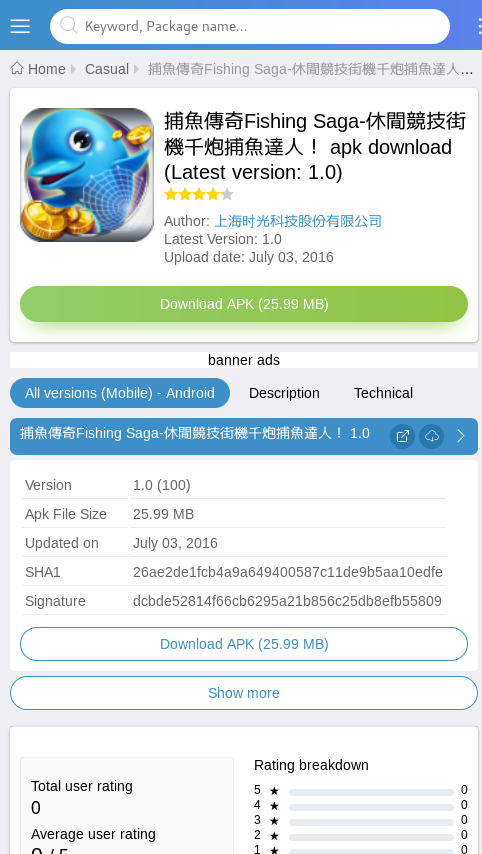 Keyword, Package name...
Home Casual 捕魚傳奇Fishing Saga-休閒競技街機千炮捕魚達人...
捕魚傳奇Fishing Saga-休閒競技街
機千炮捕魚達人！ apk download
(Latest version: 1.0)
Author: 上海时光科技股份有限公司
Latest Version: 1.0
Upload date: July 03, 2016
Download APK (25.99 MB)
banner ads
All versions (Mobile) - Android Description Technical
捕魚傳奇Fishing Saga-休閒競技街機千炮捕魚達人！ 1.0
Version 1.0 (100)
Apk File Size 25.99 MB
Updated on July 03, 2016
SHA1 26ae2de1fcb4a9a649400587c11de9b5aa10edfe
Signature dcbde52814f66cb6295a21b856c25db8efb55809
Download APK (25.99 MB)
Show more
Total user rating
0
Average user rating
0 / 5
Rating breakdown
5 ★ 0
4 ★ 0
3 ★ 0
2 ★ 0
1 ★ 0